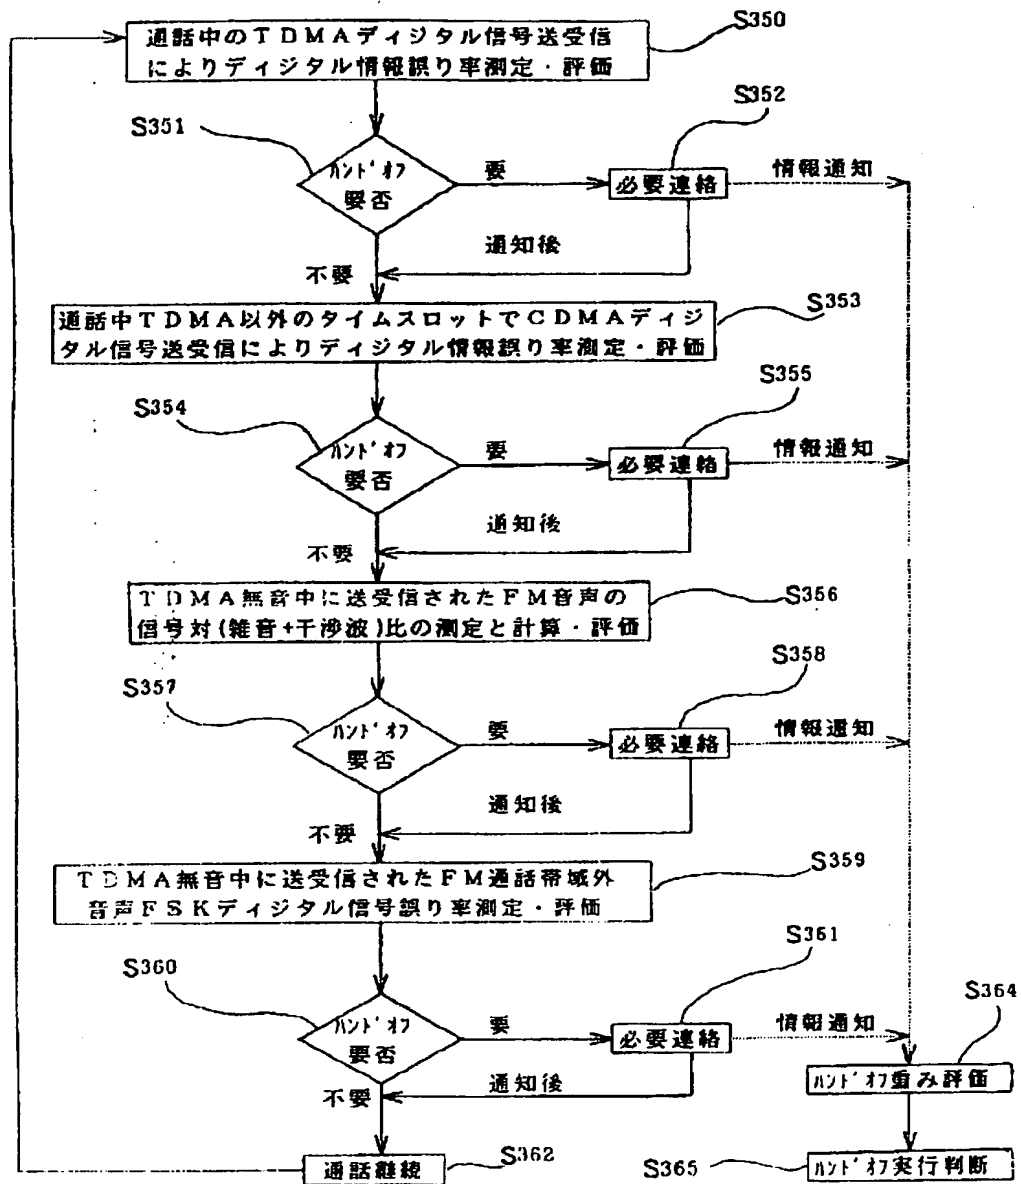 S350
通話中のTDMAディジタル信号送受信
によりディジタル情報誤り率測定・評価
S351
S352
ハンドオフ
要否
要
必要連絡
情報通知
通知後
不要
S353
通話中TDMA以外のタイムスロットでCDMAディジ
タル信号送受信によりディジタル情報誤り率測定・評価
S354
S355
ハンドオフ
要否
要
必要連絡
情報通知
通知後
不要
S356
TDMA無音中に送受信されたFM音声の
信号対(雑音+干渉波)比の測定と計算・評価
S357
S358
ハンドオフ
要否
要
必要連絡
情報通知
通知後
不要
S359
TDMA無音中に送受信されたFM通話帯域外
音声FSKディジタル信号誤り率測定・評価
S360
S361
ハンドオフ
要否
要
必要連絡
情報通知
通知後
不要
S364
ハンドオフ重み評価
S362
通話継続
S365
ハンドオフ実行判断